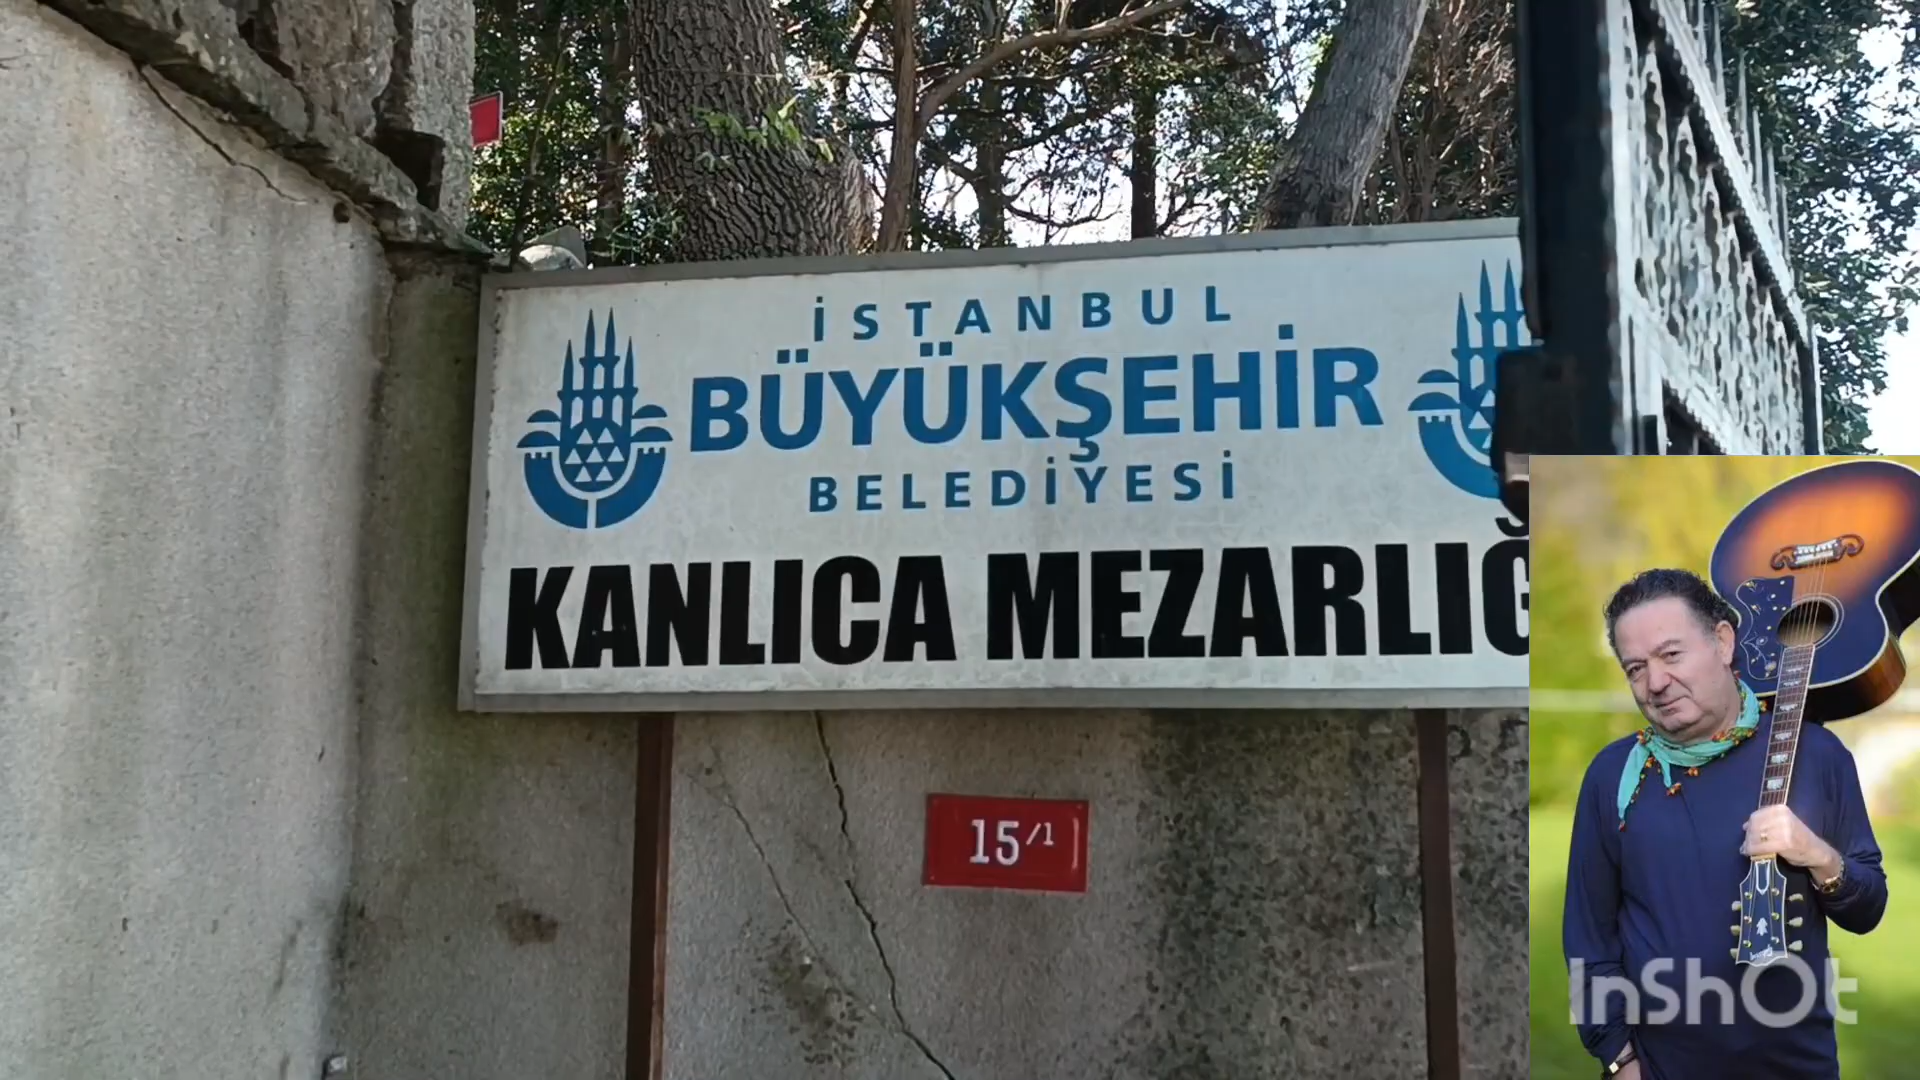 İSTANBUL
BÜYÜKŞEHİR
BELEDİYESİ
KANLICA MEZARLIĞ
15/1
InShOt